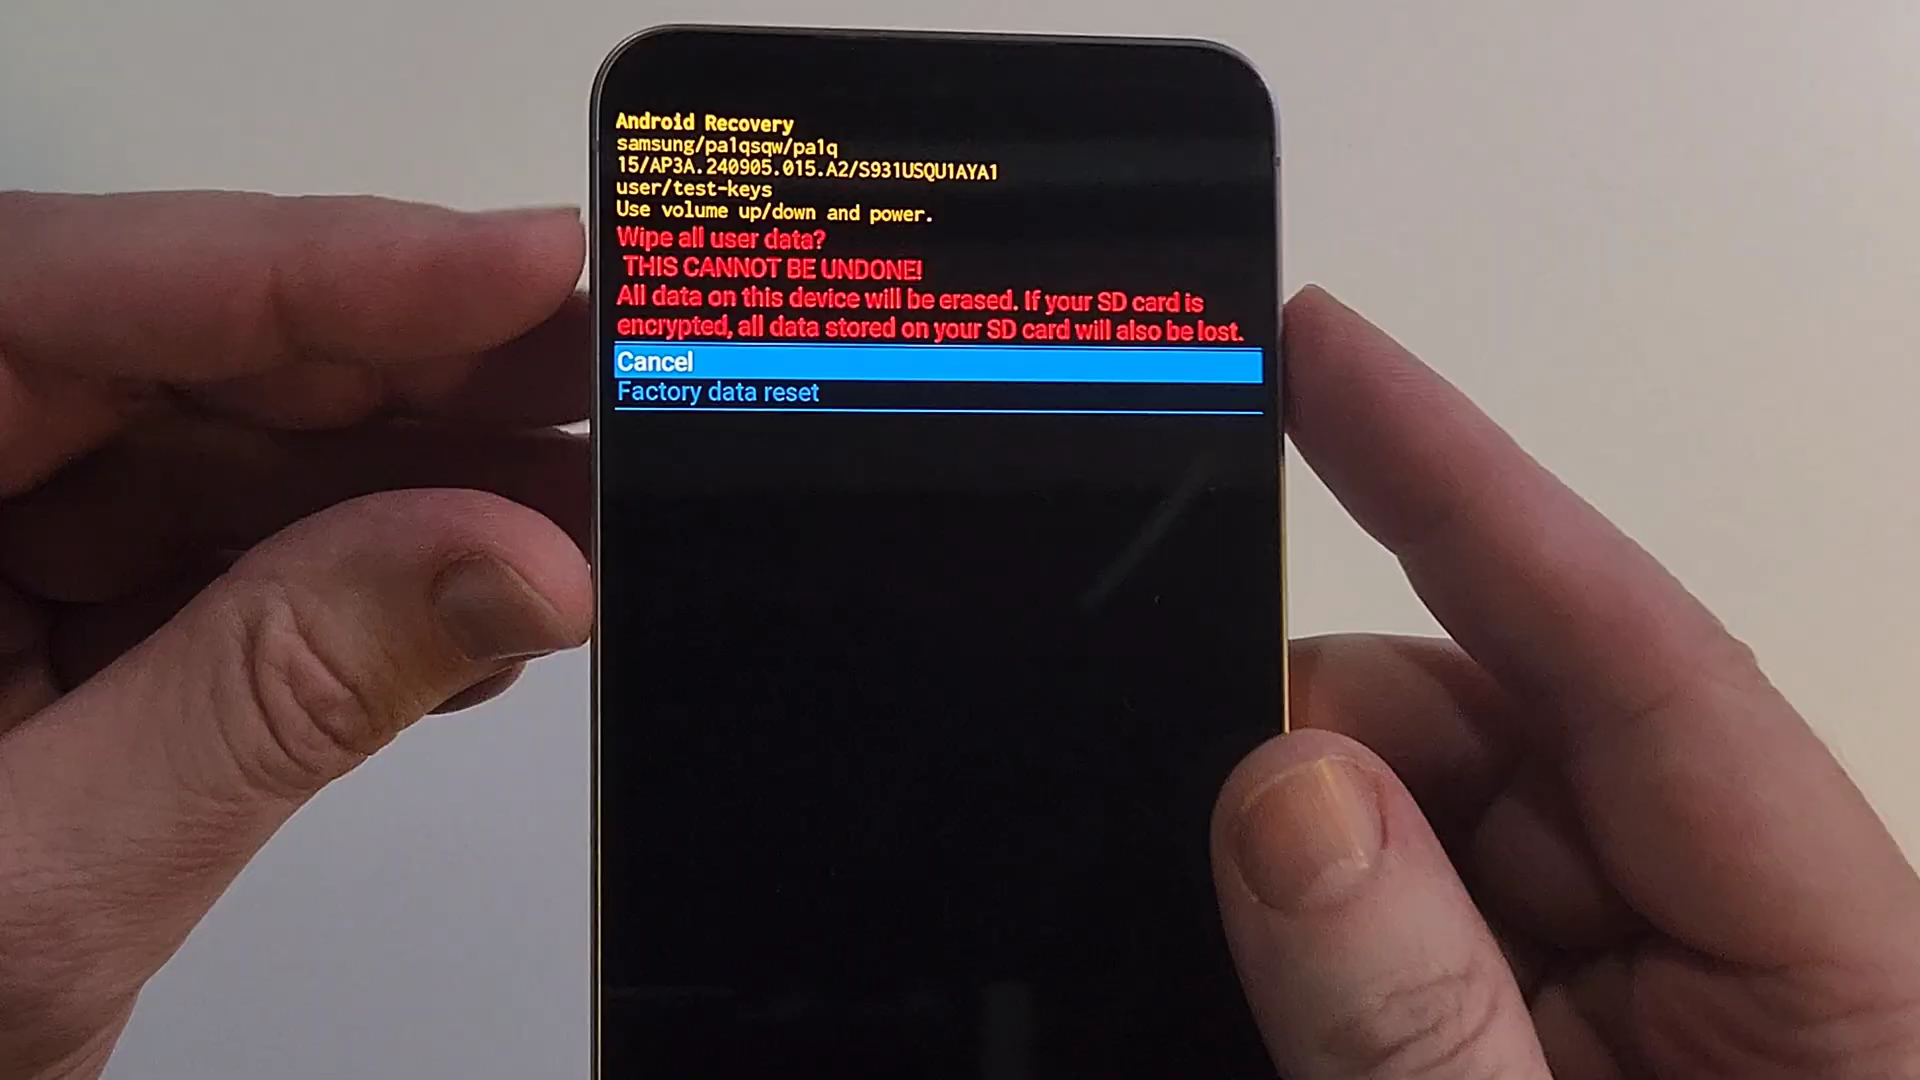 Android Recovery
samsung/pa1qsqw/pa1q
15/AP3A.240905.015.A2/S931USQU1AYA1
user/test-keys
Use volume up/down and power.
Wipe all user data?
THIS CANNOT BE UNDONE!
All data on this device will be erased. If your SD card is
encrypted, all data stored on your SD card will also be lost.
Cancel
Factory data reset